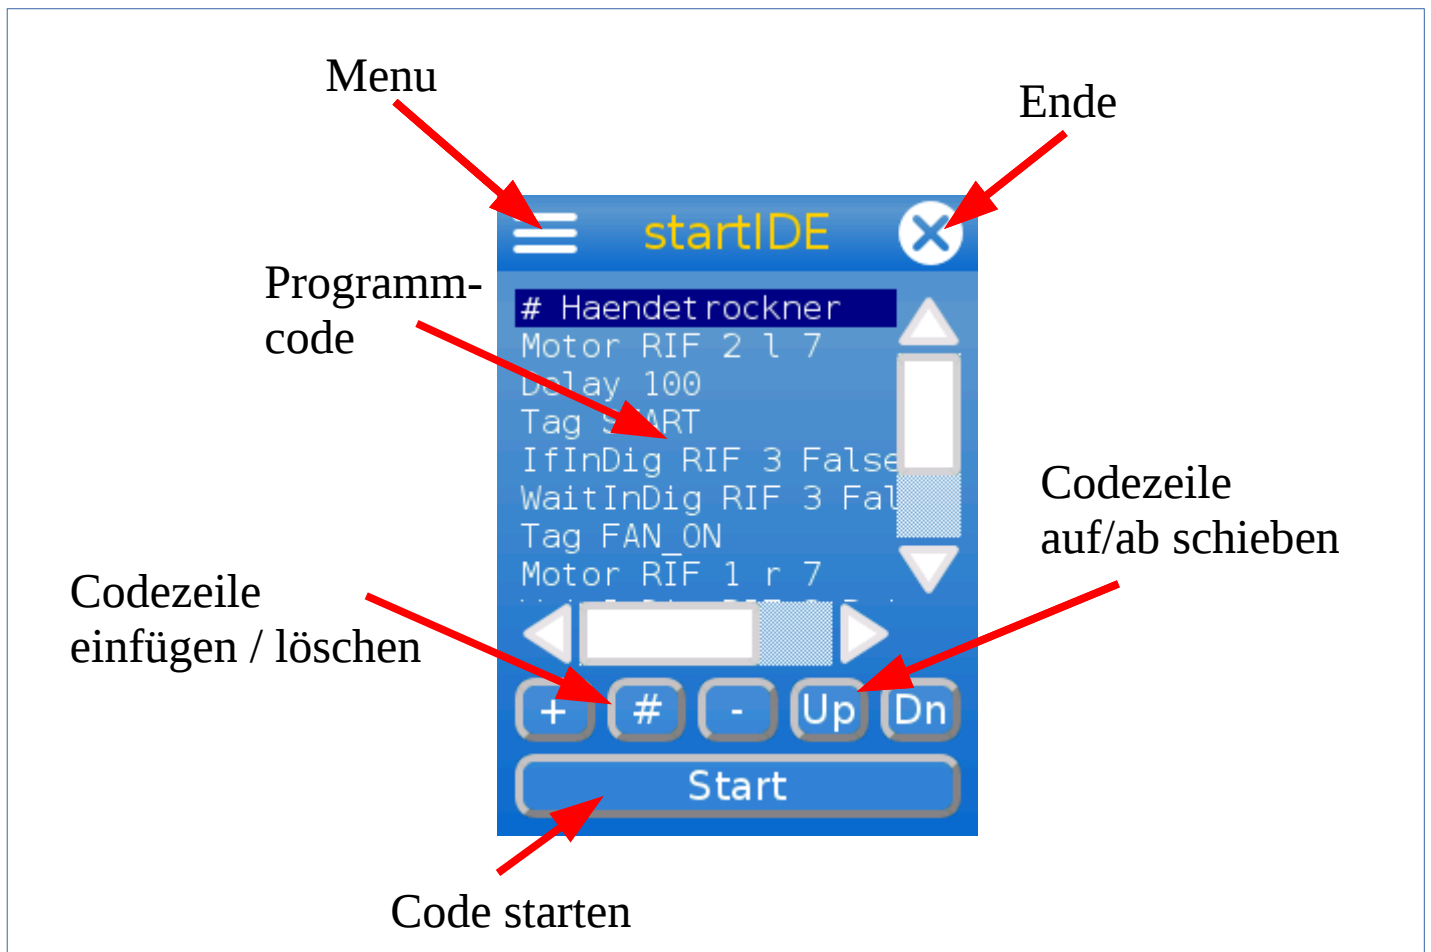 Menu
Ende
startIDE
Programm-
code
# Haendetrockner
Motor RIF 2 l 7
Delay 100
Tag START
IfInDig RIF 3 False
WaitInDig RIF 3 Fal
Tag FAN_ON
Motor RIF 1 r 7
Codezeile
auf/ab schieben
Codezeile
einfügen / löschen
+ # - Up Dn
Start
Code starten